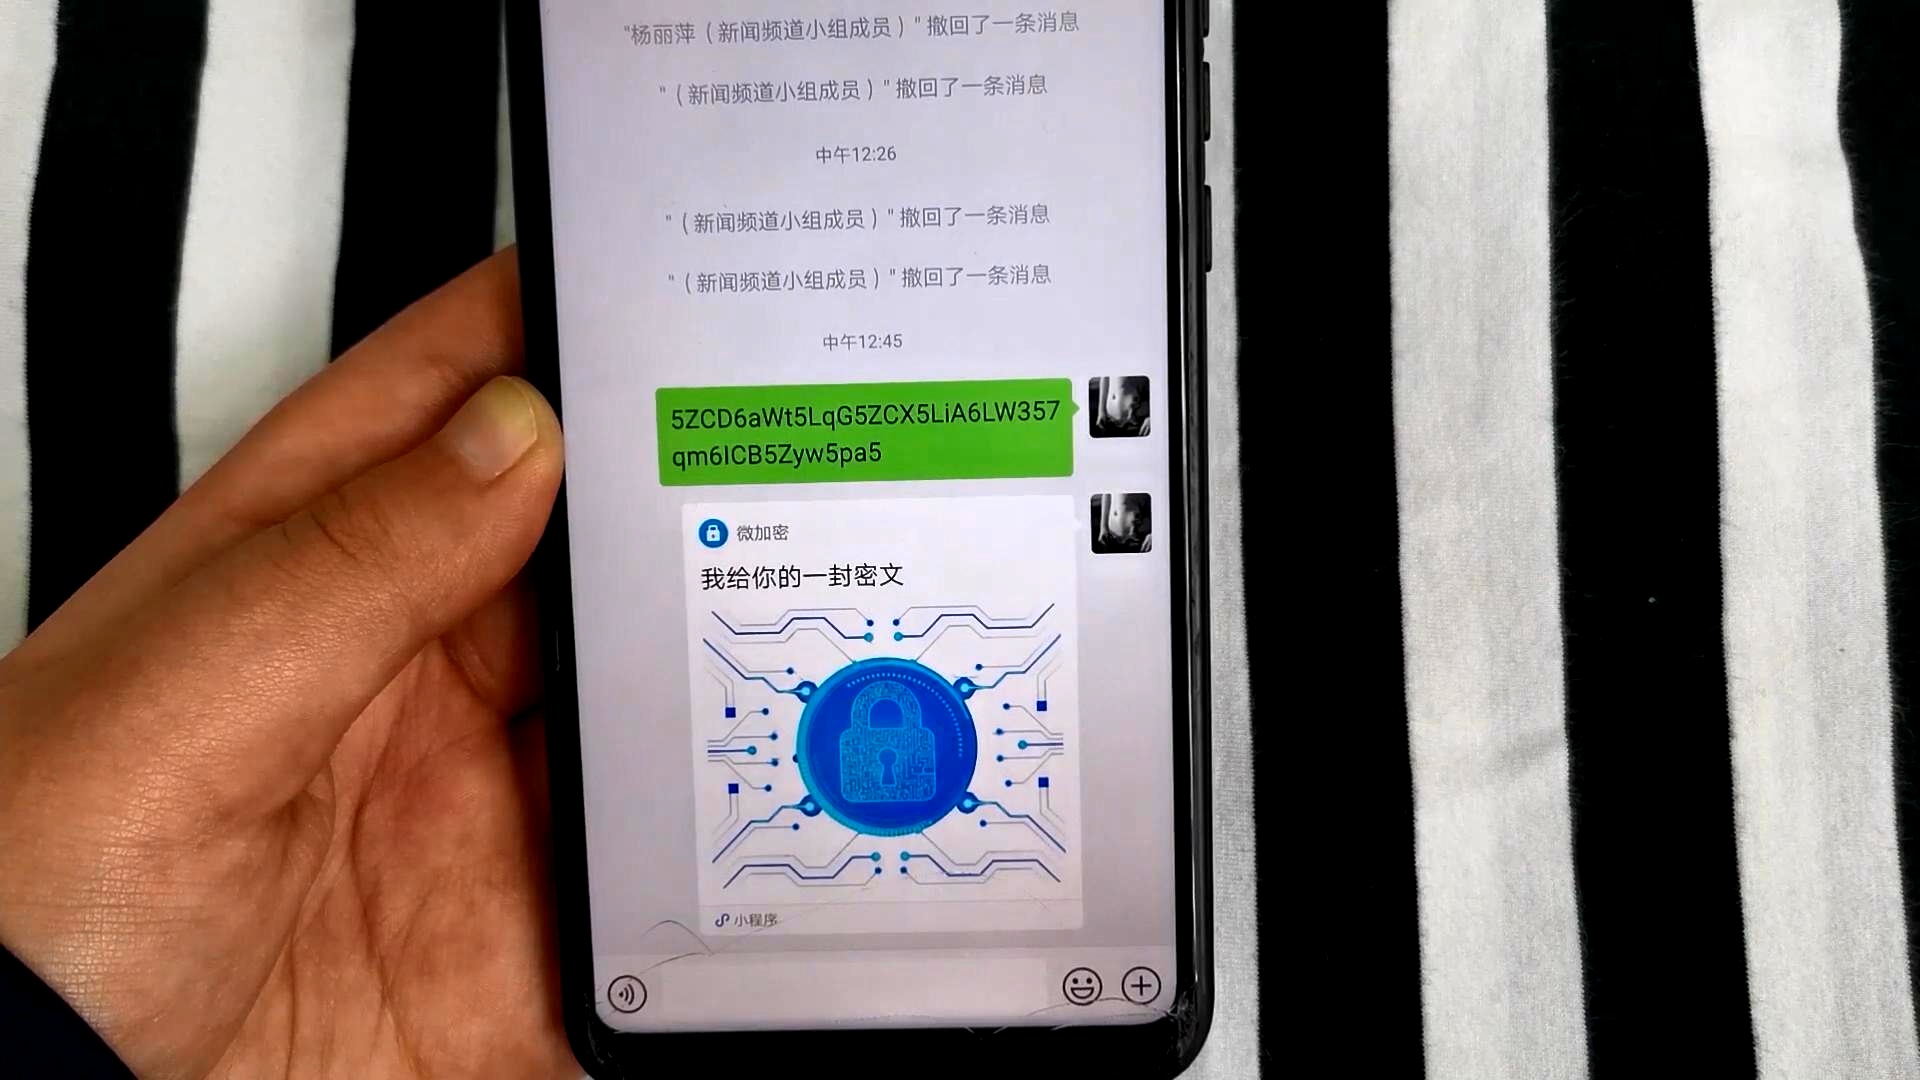 "杨丽萍（新闻频道小组成员）"撤回了一条消息
"（新闻频道小组成员）"撤回了一条消息
中午12:26
"（新闻频道小组成员）"撤回了一条消息
"（新闻频道小组成员）"撤回了一条消息
中午12:45
5ZCD6aWt5LqG5ZCX5LiA6LW357
qm6ICB5Zyw5pa5
微加密
我给你的一封密文
小程序